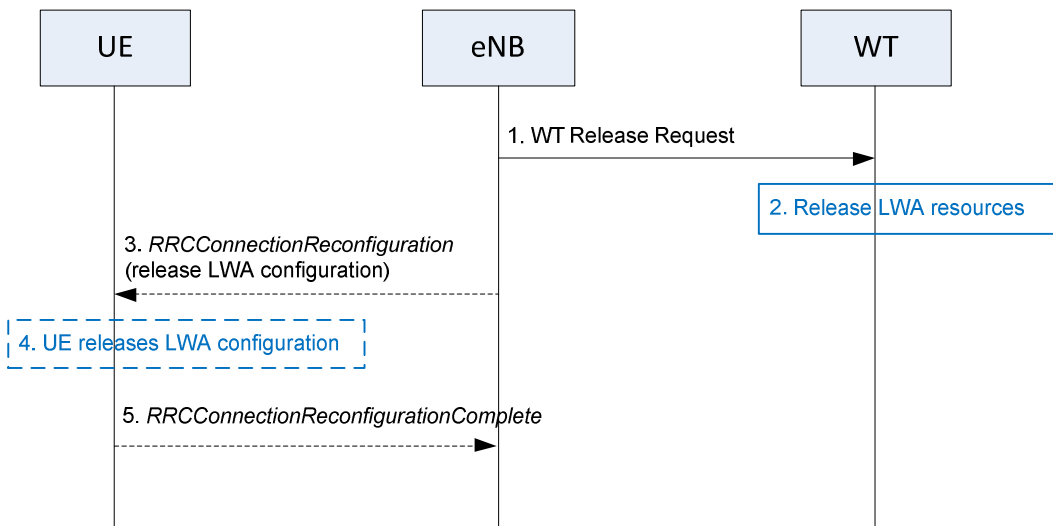 UE
eNB
WT
1. WT Release Request
2. Release LWA resources
3. RRCConnectionReconfiguration
(release LWA configuration)
4. UE releases LWA configuration
5. RRCConnectionReconfigurationComplete